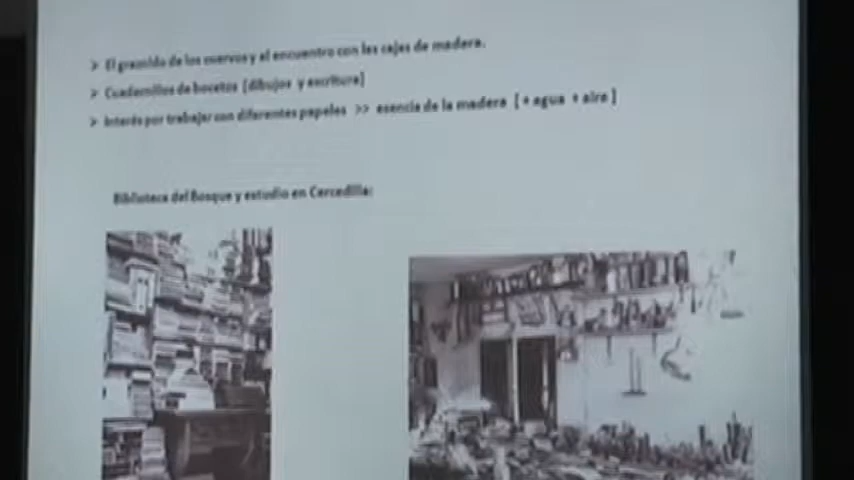 ➢ El graznido de los cuervos y el encuentro con las cajas de madera.
➢ Cuadernillos de bocetos [dibujos y escritura]
➢ Interés por trabajar con diferentes papeles >> esencia de la madera [ + agua + aire ]
Biblioteca del Bosque y estudio en Cercedilla: